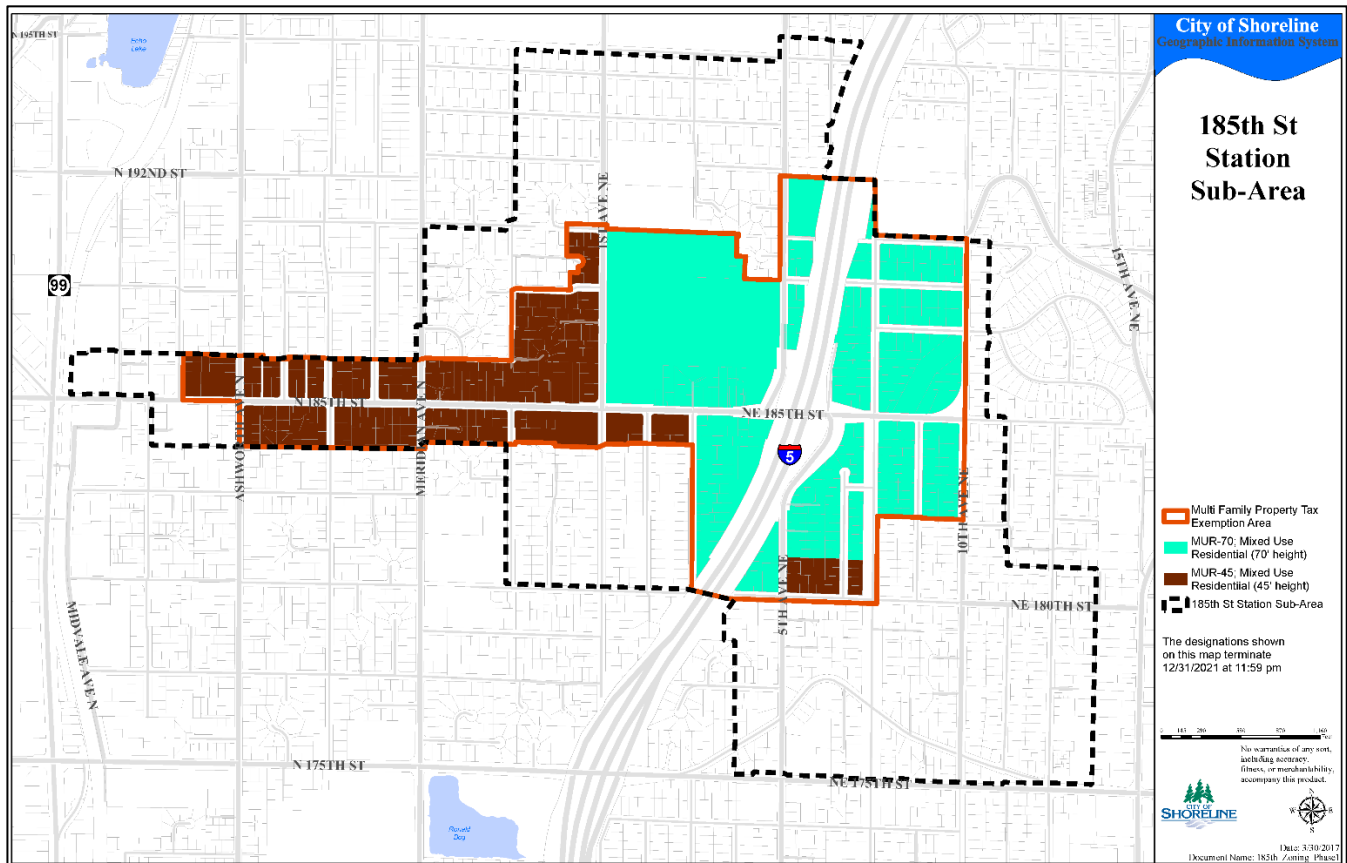 City of Shoreline
Geographic Information System
185th St
Station
Sub-Area
N 195TH ST
Echo
Lake
N 192ND ST
1ST AVE NE
15TH AVE NE
99
N 185TH ST
NE 185TH ST
ASHWORTH AVE N
MERIDIAN AVE N
5
10TH AVE NE
5TH AVE NE
NE 180TH ST
MIDVALE AVE N
N 175TH ST
NE 175TH ST
Ronald
Bog
Multi Family Property Tax
Exemption Area
MUR-70; Mixed Use
Residential (70' height)
MUR-45; Mixed Use
Residentiial (45' height)
185th St Station Sub-Area
The designations shown
on this map terminate
12/31/2021 at 11:59 pm
No warranties of any sort,
including accuracy,
fitness, or merchantability,
accompany this product.
CITY OF
SHORELINE
N
W
E
S
Date: 3/30/2017
Document Name: 185th_Zoning_Phase1